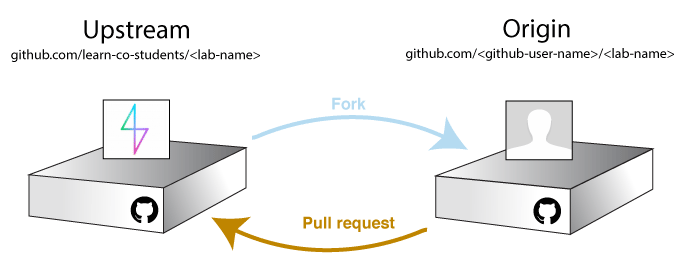 Upstream
github.com/learn-co-students/<lab-name>
Origin
github.com/<github-user-name>/<lab-name>
Fork
Pull request